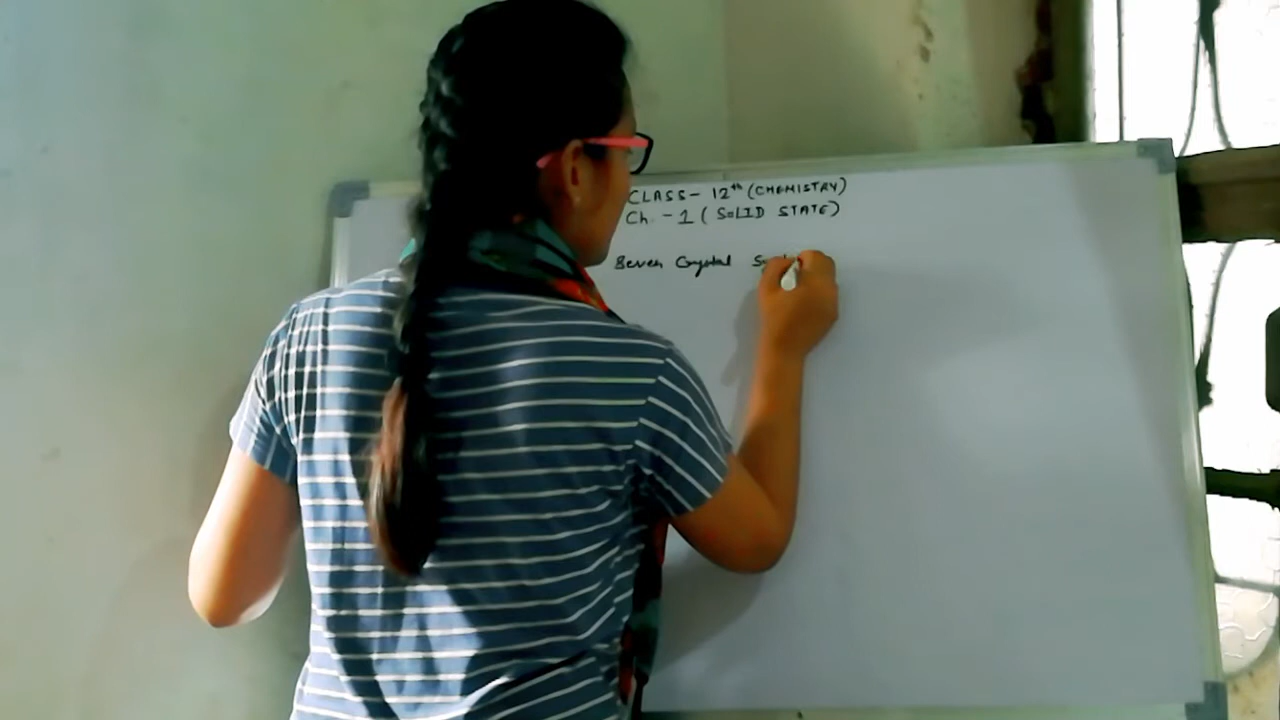 CLASS- 12th (CHEMISTRY)
Ch. - 1 ( SOLID STATE)
Seven Crystal